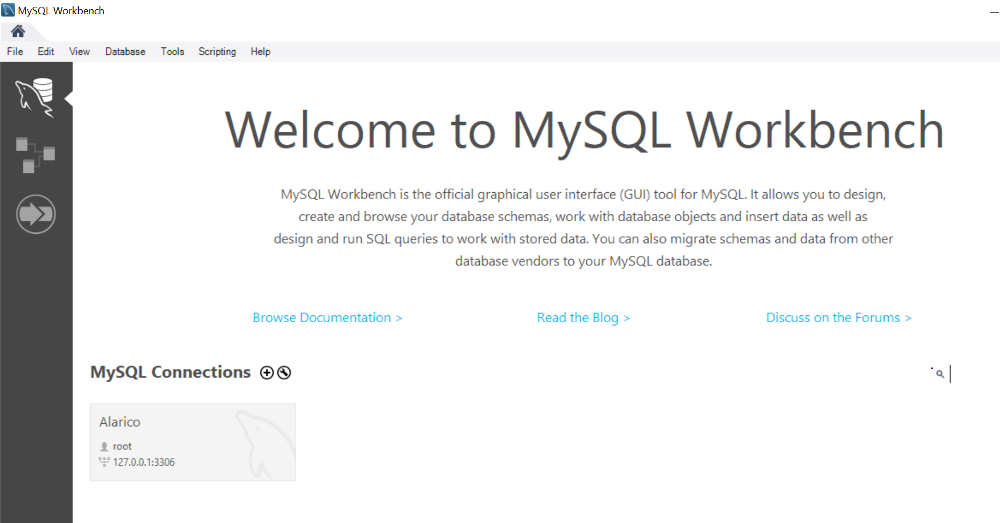 MySQL Workbench
File Edit View Database Tools Scripting Help
Welcome to MySQL Workbench
MySQL Workbench is the official graphical user interface (GUI) tool for MySQL. It allows you to design,
create and browse your database schemas, work with database objects and insert data as well as
design and run SQL queries to work with stored data. You can also migrate schemas and data from other
database vendors to your MySQL database.
Browse Documentation > Read the Blog > Discuss on the Forums >
MySQL Connections
Alarico
root
127.0.0.1:3306